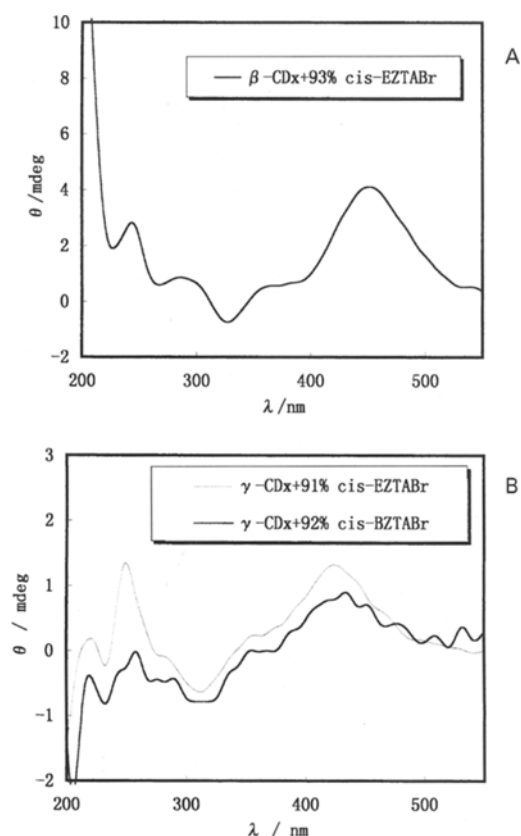 A
10
β-CDx+93% cis-EZTABr
8
6
4
2
0
-2
θ /mdeg
200
300
400
500
λ/nm
B
3
γ-CDx+91% cis-EZTABr
γ-CDx+92% cis-BZTABr
2
1
0
-1
-2
θ / mdeg
200
300
400
500
λ / nm